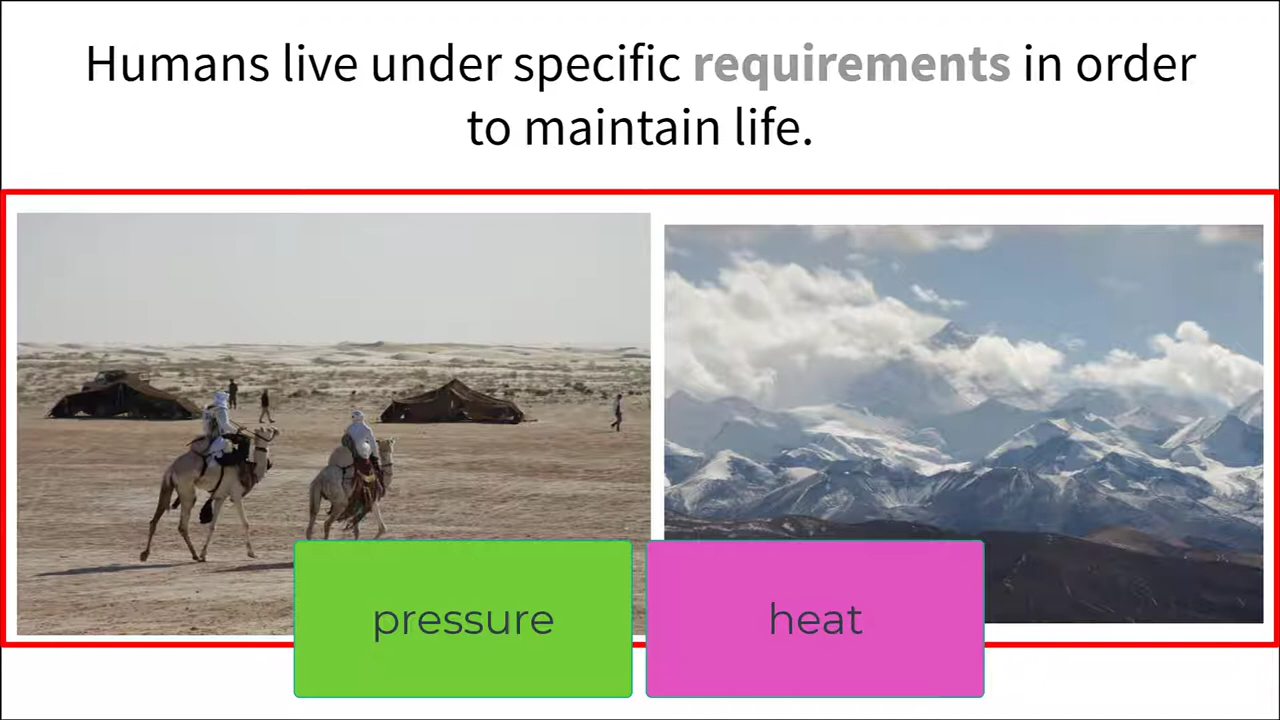 Humans live under specific requirements in order
to maintain life.
pressure
heat